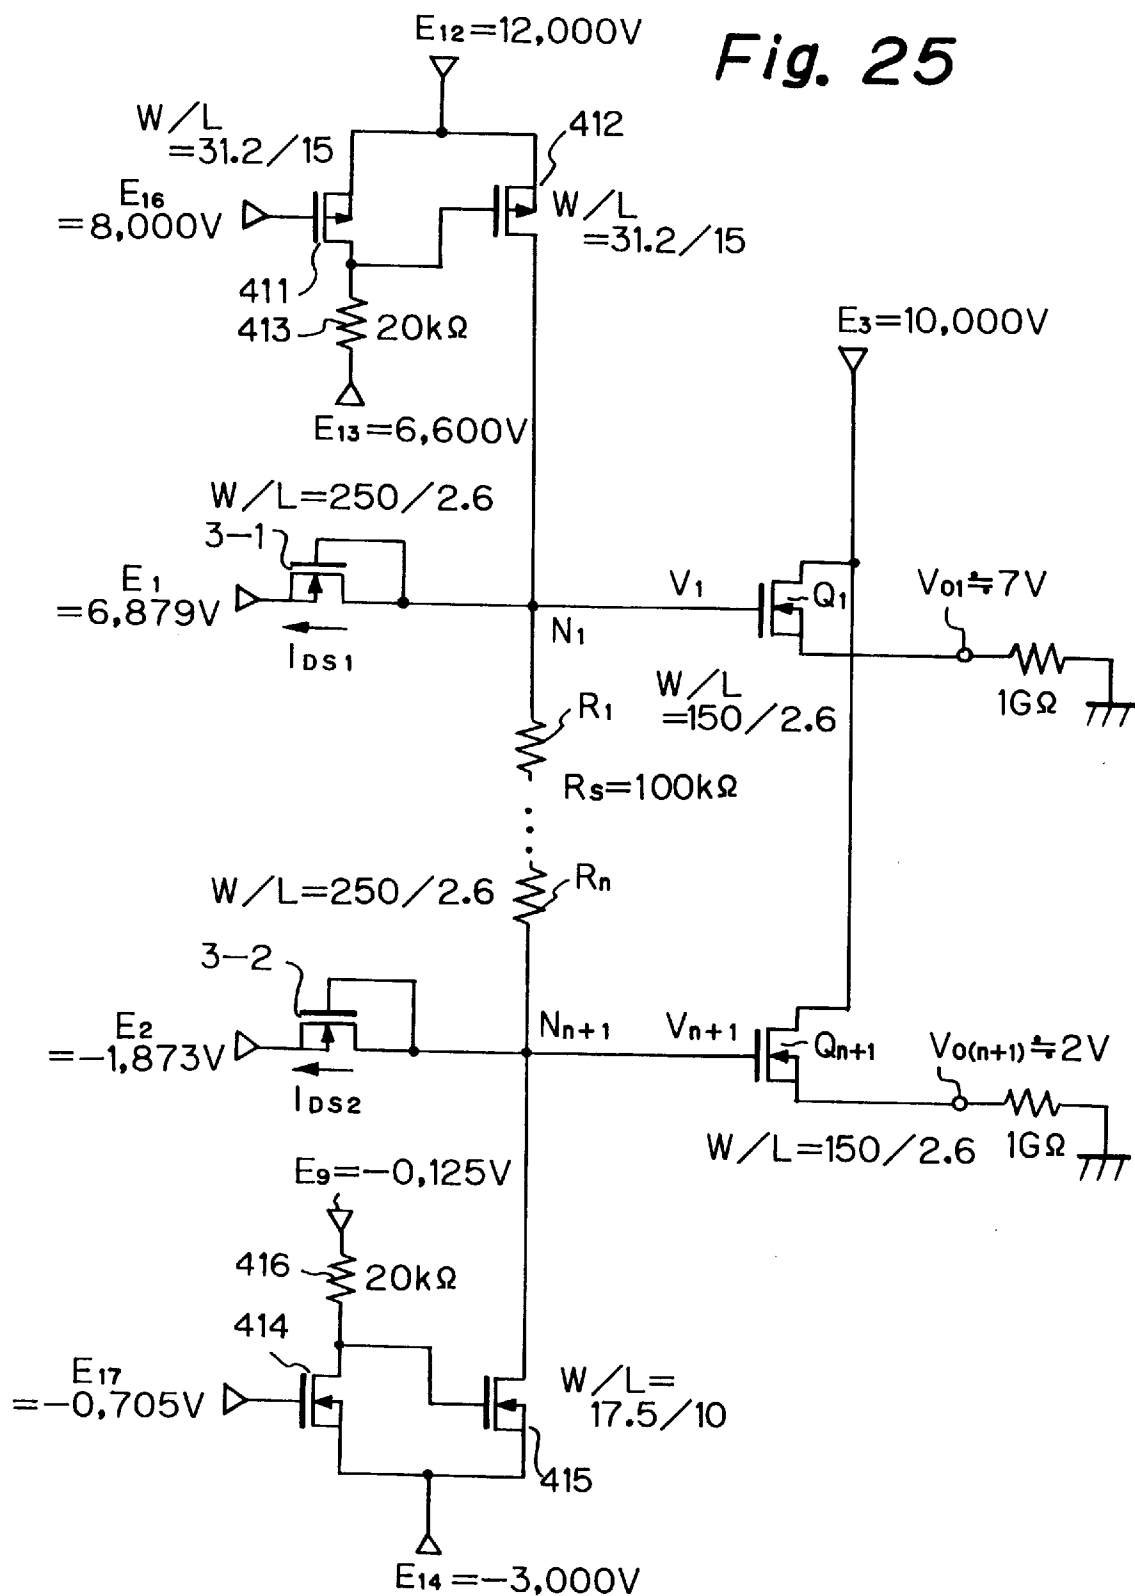 Fig. 25
E12=12,000V
W/L
=31.2/15
412
E16
=8,000V
W/L
=31.2/15
411
413
20kΩ
E13=6,600V
E3=10,000V
W/L=250/2.6
3-1
E1
=6,879V
IDS1
N1
V1
Q1
V01≒7V
W/L
=150/2.6
1GΩ
R1
RS=100kΩ
Rn
W/L=250/2.6
3-2
E2
=-1,873V
IDS2
Nn+1
Vn+1
Qn+1
V0(n+1)≒2V
W/L=150/2.6
1GΩ
E9=-0,125V
416
20kΩ
414
E17
=-0,705V
W/L=
17.5/10
415
E14=-3,000V